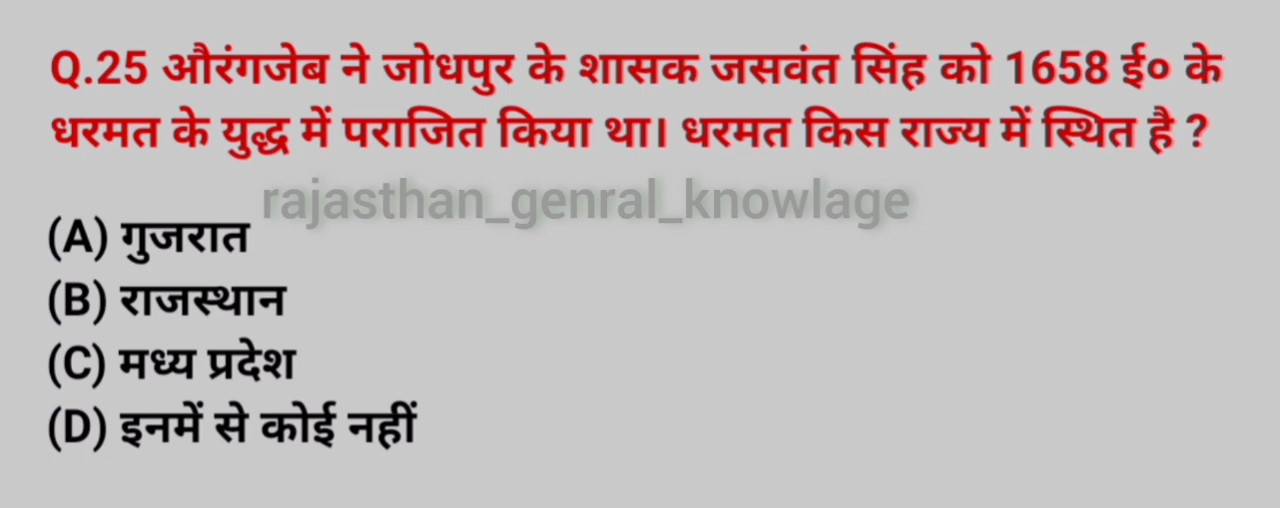 Q.25 औरंगजेब ने जोधपुर के शासक जसवंत सिंह को 1658 ई० के
धरमत के युद्ध में पराजित किया था। धरमत किस राज्य में स्थित है ?
rajasthan_genral_knowlage
(A) गुजरात
(B) राजस्थान
(C) मध्य प्रदेश
(D) इनमें से कोई नहीं